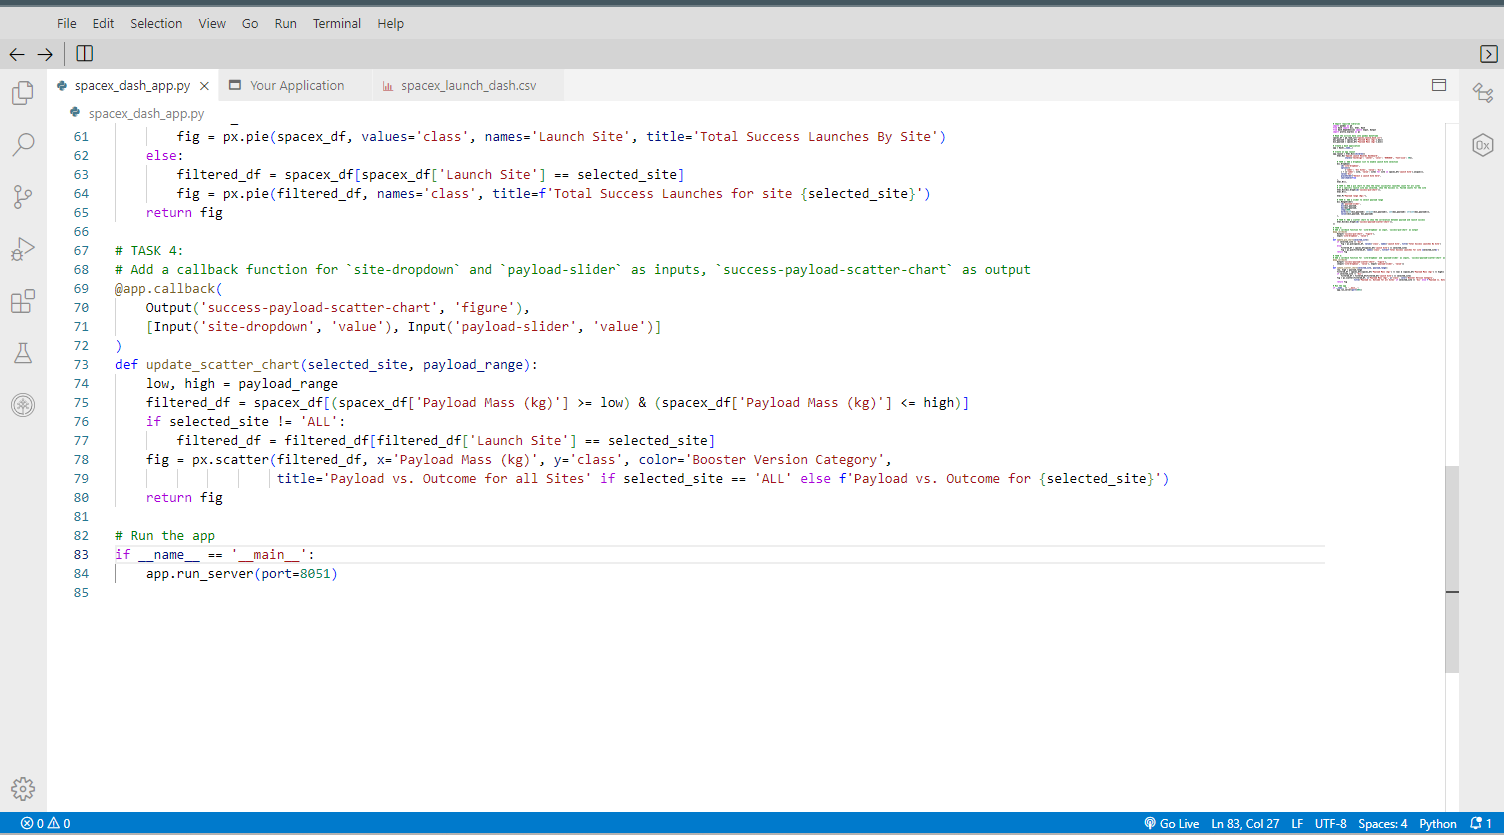 File Edit Selection View Go Run Terminal Help
spacex_dash_app.py Your Application spacex_launch_dash.csv
spacex_dash_app.py
61 fig = px.pie(spacex_df, values='class', names='Launch Site', title='Total Success Launches By Site')
62 else:
63 filtered_df = spacex_df[spacex_df['Launch Site'] == selected_site]
64 fig = px.pie(filtered_df, names='class', title=f'Total Success Launches for site {selected_site}')
65 return fig
66
67 # TASK 4:
68 # Add a callback function for `site-dropdown` and `payload-slider` as inputs, `success-payload-scatter-chart` as output
69 @app.callback(
70 Output('success-payload-scatter-chart', 'figure'),
71 [Input('site-dropdown', 'value'), Input('payload-slider', 'value')]
72 )
73 def update_scatter_chart(selected_site, payload_range):
74 low, high = payload_range
75 filtered_df = spacex_df[(spacex_df['Payload Mass (kg)'] >= low) & (spacex_df['Payload Mass (kg)'] <= high)]
76 if selected_site != 'ALL':
77 filtered_df = filtered_df[filtered_df['Launch Site'] == selected_site]
78 fig = px.scatter(filtered_df, x='Payload Mass (kg)', y='class', color='Booster Version Category',
79 title='Payload vs. Outcome for all Sites' if selected_site == 'ALL' else f'Payload vs. Outcome for {selected_site}')
80 return fig
81
82 # Run the app
83 if __name__ == '__main__':
84 app.run_server(port=8051)
85
0 0 Go Live Ln 83, Col 27 LF UTF-8 Spaces: 4 Python 1